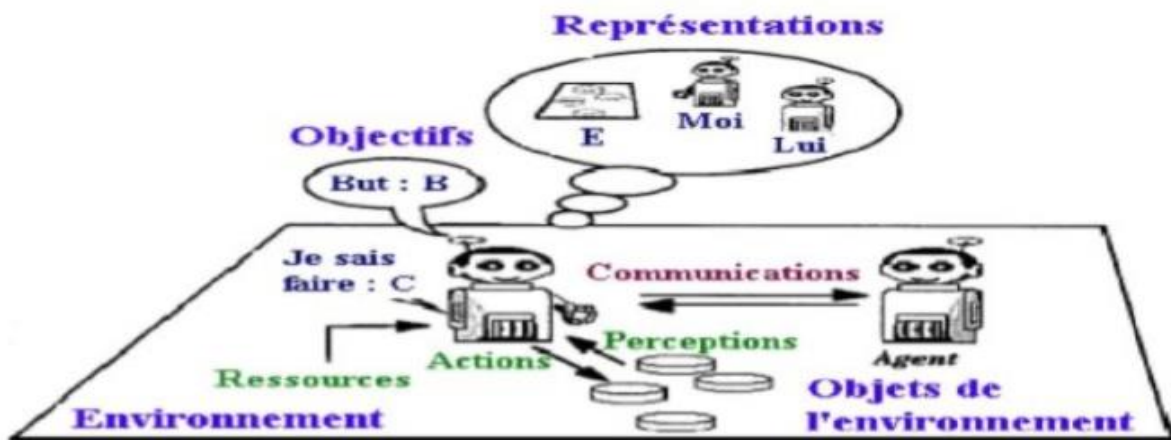 Représentations
E
Moi
Lui
Objectifs
But : B
Je sais
faire : C
Communications
Ressources
Actions
Perceptions
Agent
Environnement
Objets de
l'environnement